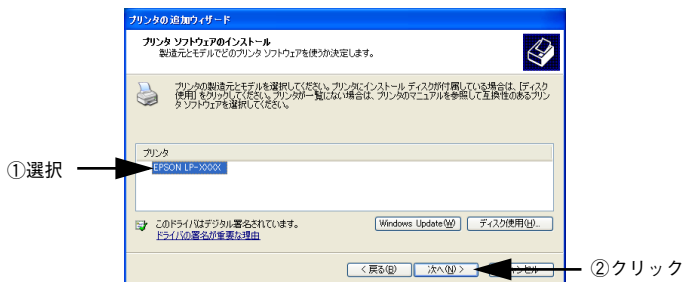 プリンタの追加ウィザード
プリンタ ソフトウェアのインストール
製造元とモデルでどのプリンタ ソフトウェアを使うか決定します。
プリンタの製造元とモデルを選択してください。プリンタにインストール ディスクが付属している場合は、[ディスク
使用] をクリックしてください。プリンタが一覧にない場合は、プリンタのマニュアルを参照して互換性のあるプリン
タ ソフトウェアを選択してください。
プリンタ
①選択
EPSON LP-XXXX
このドライバはデジタル署名されています。
ドライバの署名が重要な理由
Windows Update(W)
ディスク使用(H)...
< 戻る(B)
次へ(N) >
②クリック